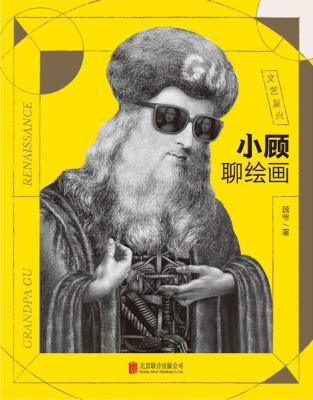 文艺复兴
小顾
聊绘画
顾爷/著
RENAISSANCE
GRANDPA GU
北京联合出版公司
Beijing United Publishing Co.,Ltd.